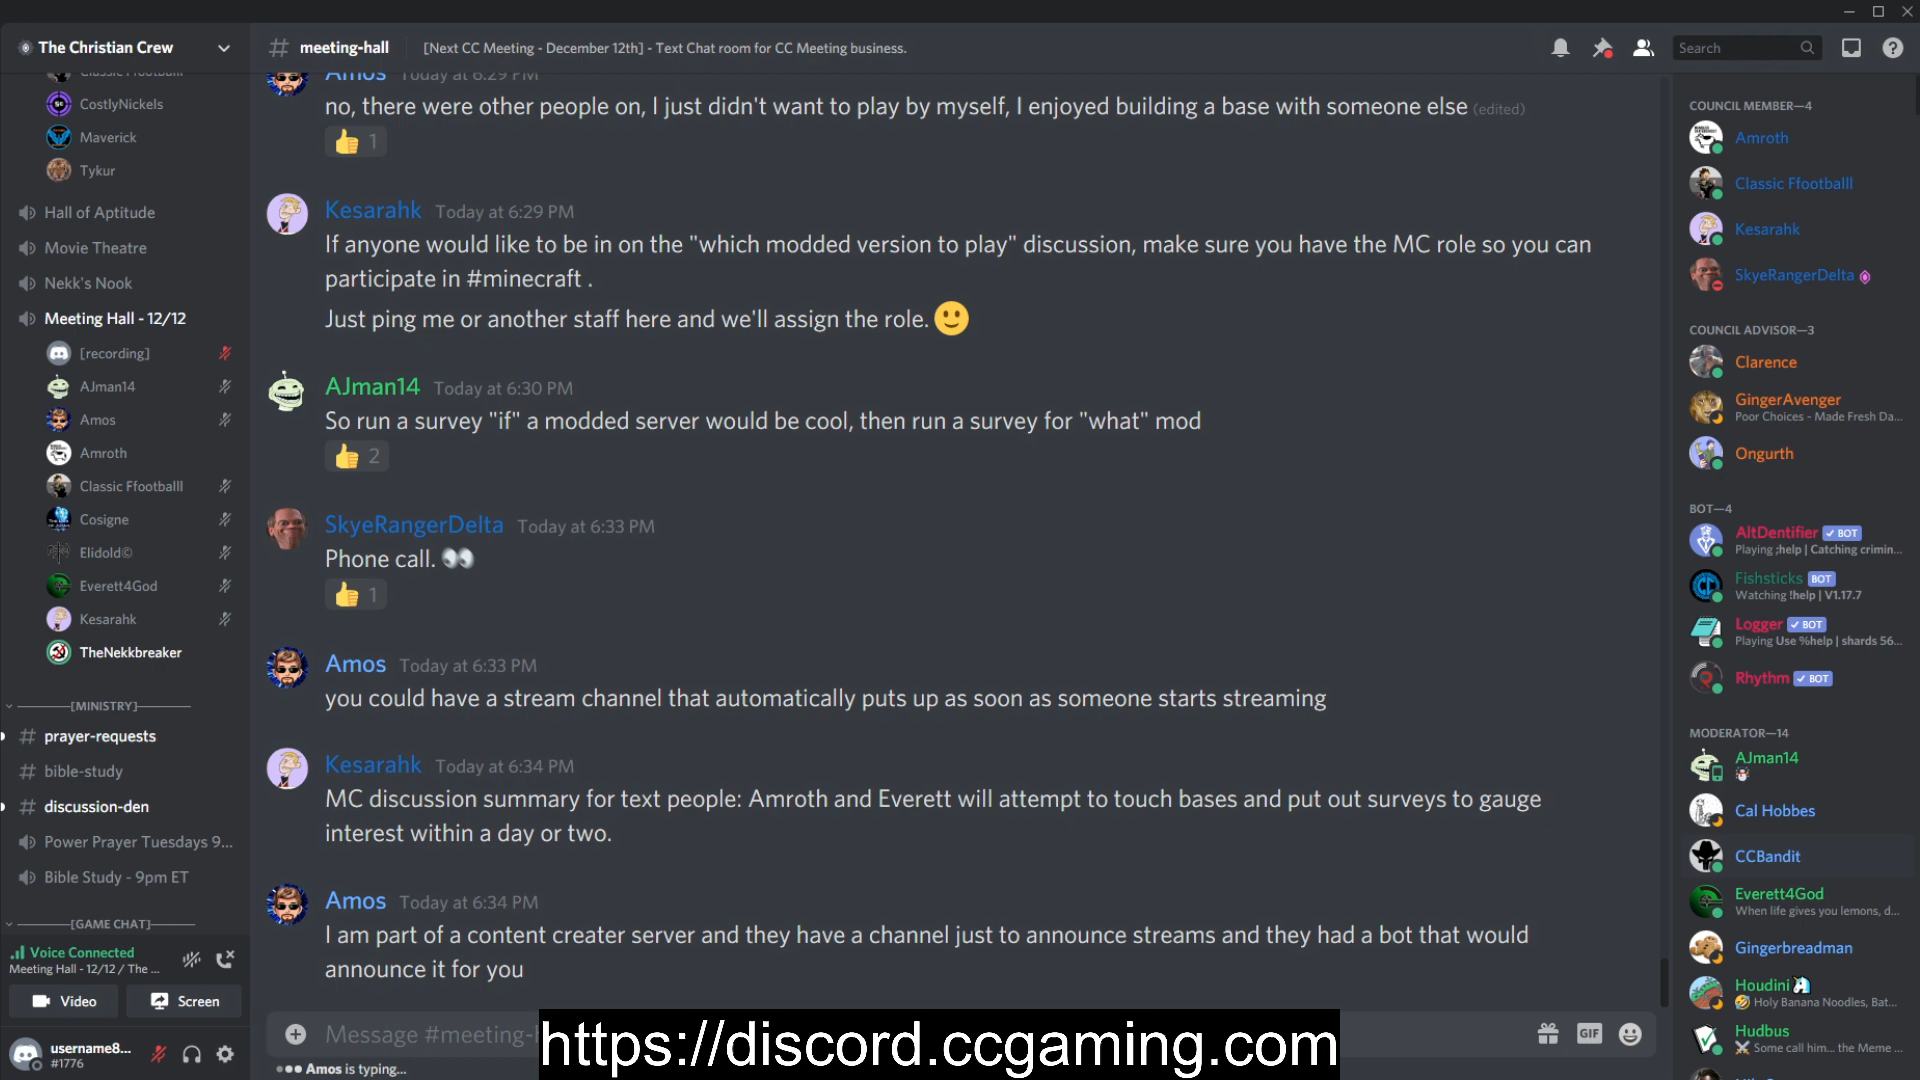 The Christian Crew
Classic Ffootballl
CostlyNickels
Maverick
Tykur
Hall of Aptitude
Movie Theatre
Nekk's Nook
Meeting Hall - 12/12
[recording]
AJman14
Amos
Amroth
Classic Ffootballl
Cosigne
Elidold©
Everett4God
Kesarahk
TheNekkbreaker
[MINISTRY]
prayer-requests
bible-study
discussion-den
Power Prayer Tuesdays 9...
Bible Study - 9pm ET
[GAME CHAT]
Voice Connected
Meeting Hall - 12/12 / The ...
Video
Screen
username8...
#1776
meeting-hall
[Next CC Meeting - December 12th] - Text Chat room for CC Meeting business.
Search
Amos Today at 6:29 PM
no, there were other people on, I just didn't want to play by myself, I enjoyed building a base with someone else (edited)
1
Kesarahk Today at 6:29 PM
If anyone would like to be in on the "which modded version to play" discussion, make sure you have the MC role so you can
participate in #minecraft .
Just ping me or another staff here and we'll assign the role.
AJman14 Today at 6:30 PM
So run a survey "if" a modded server would be cool, then run a survey for "what" mod
2
SkyeRangerDelta Today at 6:33 PM
Phone call.
1
Amos Today at 6:33 PM
you could have a stream channel that automatically puts up as soon as someone starts streaming
Kesarahk Today at 6:34 PM
MC discussion summary for text people: Amroth and Everett will attempt to touch bases and put out surveys to gauge
interest within a day or two.
Amos Today at 6:34 PM
I am part of a content creater server and they have a channel just to announce streams and they had a bot that would
announce it for you
Message #meeting-
GIF
https://discord.ccgaming.com
Amos is typing...
COUNCIL MEMBER—4
Amroth
Classic Ffootballl
Kesarahk
SkyeRangerDelta
COUNCIL ADVISOR—3
Clarence
GingerAvenger
Poor Choices - Made Fresh Da...
Ongurth
BOT—4
AltDentifier BOT
Playing ;help | Catching crimin...
Fishsticks BOT
Watching !help | V1.17.7
Logger BOT
Playing Use %help | shards 56...
Rhythm BOT
MODERATOR—14
AJman14
Cal Hobbes
CCBandit
Everett4God
When life gives you lemons, d...
Gingerbreadman
Houdini
Holy Banana Noodles, Bat...
Hudbus
Some call him... the Meme ...